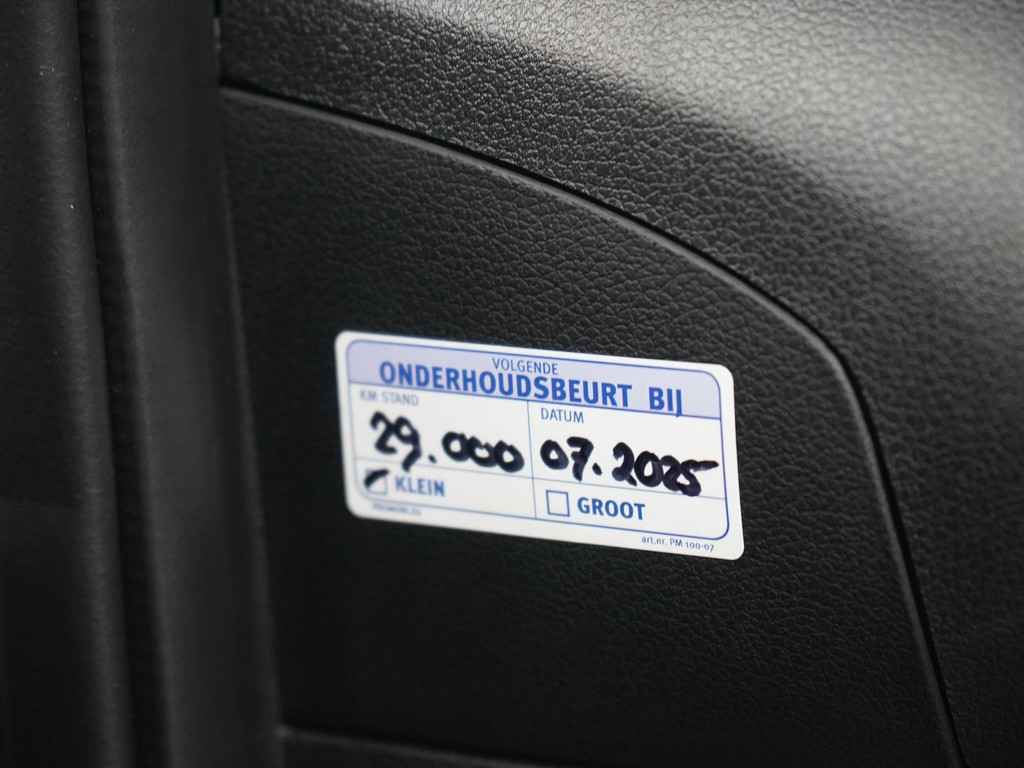 VOLGENDE
ONDERHOUDSBEURT BIJ
KM STAND DATUM
29.000 07.2025
KLEIN GROOT
art.nr. PM 100-07